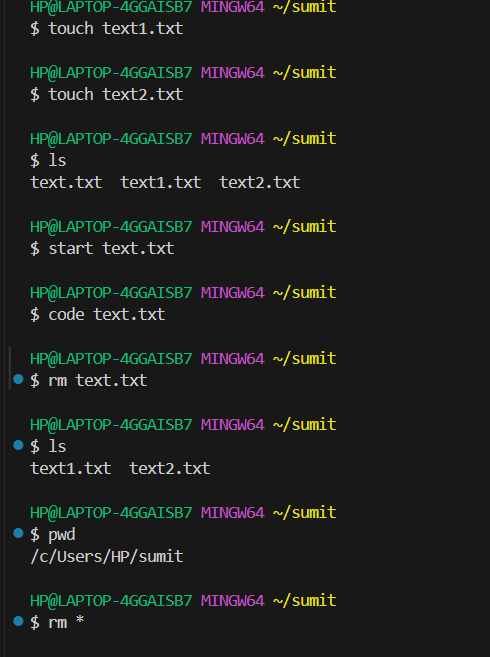 HP@LAPTOP-4GGAISB7 MINGW64 ~/sumit
$ touch text1.txt
HP@LAPTOP-4GGAISB7 MINGW64 ~/sumit
$ touch text2.txt
HP@LAPTOP-4GGAISB7 MINGW64 ~/sumit
$ ls
text.txt  text1.txt  text2.txt
HP@LAPTOP-4GGAISB7 MINGW64 ~/sumit
$ start text.txt
HP@LAPTOP-4GGAISB7 MINGW64 ~/sumit
$ code text.txt
HP@LAPTOP-4GGAISB7 MINGW64 ~/sumit
$ rm text.txt
HP@LAPTOP-4GGAISB7 MINGW64 ~/sumit
$ ls
text1.txt  text2.txt
HP@LAPTOP-4GGAISB7 MINGW64 ~/sumit
$ pwd
/c/Users/HP/sumit
HP@LAPTOP-4GGAISB7 MINGW64 ~/sumit
$ rm *